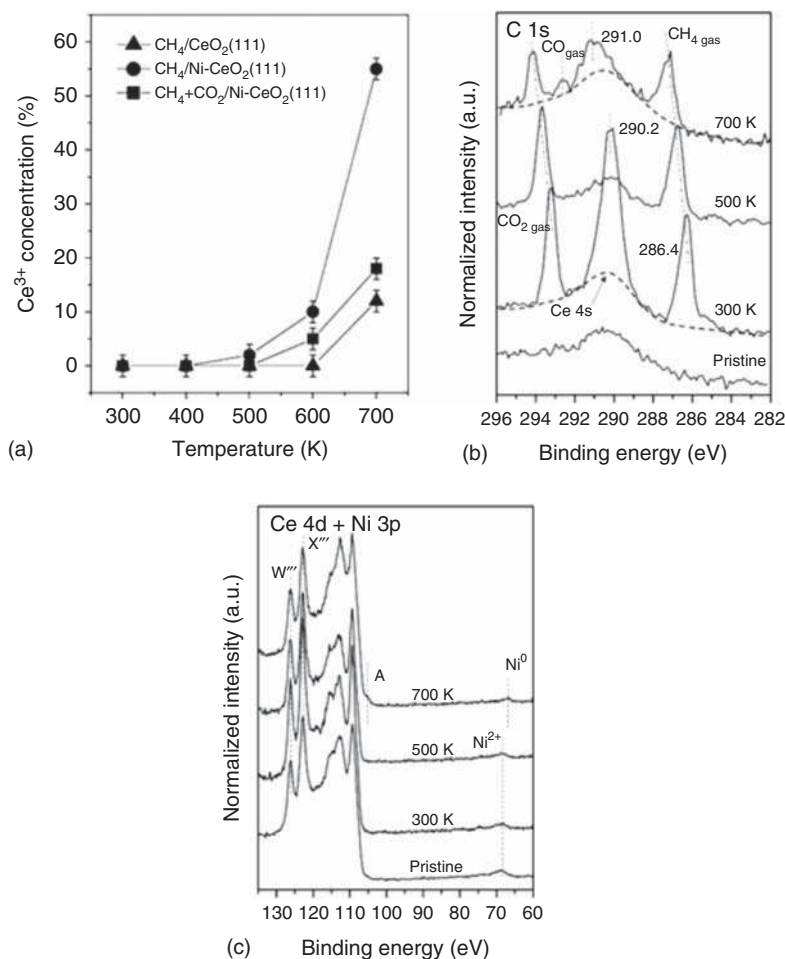 60
50
40
30
20
10
0
Ce³⁺ concentration (%)
CH₄/CeO₂(111)
CH₄/Ni-CeO₂(111)
CH₄+CO₂/Ni-CeO₂(111)
300 400 500 600 700
Temperature (K)
(a)
C 1s
CO gas
291.0
CH₄ gas
700 K
290.2
500 K
CO₂ gas
286.4
Ce 4s
300 K
Pristine
Normalized intensity (a.u.)
296 294 292 290 288 286 284 282
Binding energy (eV)
(b)
Ce 4d + Ni 3p
W‴
X‴
A
Ni⁰
700 K
Ni²⁺
500 K
300 K
Pristine
Normalized intensity (a.u.)
130 120 110 100 90 80 70 60
Binding energy (eV)
(c)